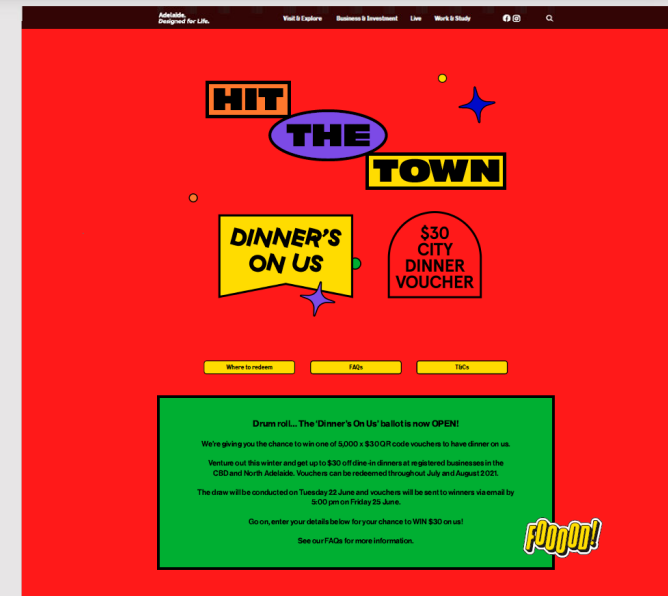 Adelaide.
Designed for Life.
Visit & Explore Business & Investment Live Work & Study
HIT
THE
TOWN
DINNER'S
ON US
$30
CITY
DINNER
VOUCHER
Where to redeem FAQs T&Cs
Drum roll... The 'Dinner's On Us' ballot is now OPEN!
We're giving you the chance to win one of 5,000 x $30 QR code vouchers to have dinner on us.
Venture out this winter and get up to $30 off dine-in dinners at registered businesses in the
CBD and North Adelaide. Vouchers can be redeemed throughout July and August 2021.
The draw will be conducted on Tuesday 22 June and vouchers will be sent to winners via email by
5:00 pm on Friday 25 June.
Go on, enter your details below for your chance to WIN $30 on us!
See our FAQs for more information.
FOOOOD!